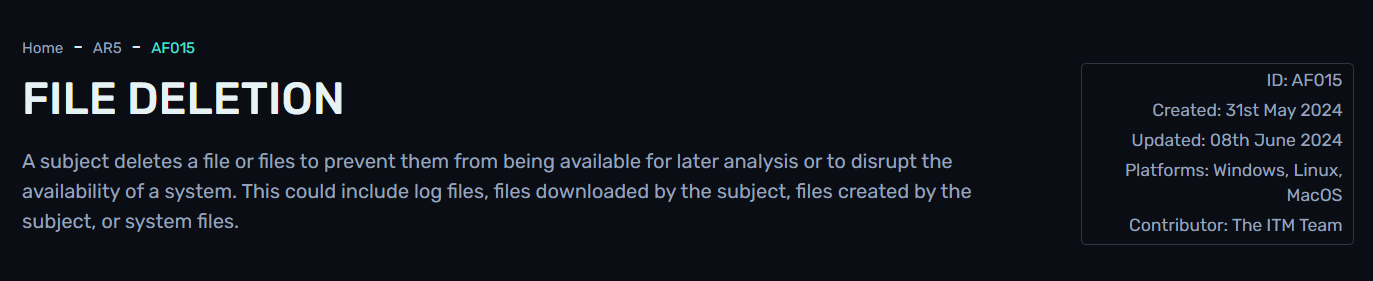 Home - AR5 - AF015
FILE DELETION
A subject deletes a file or files to prevent them from being available for later analysis or to disrupt the
availability of a system. This could include log files, files downloaded by the subject, files created by the
subject, or system files.
ID: AF015
Created: 31st May 2024
Updated: 08th June 2024
Platforms: Windows, Linux,
MacOS
Contributor: The ITM Team